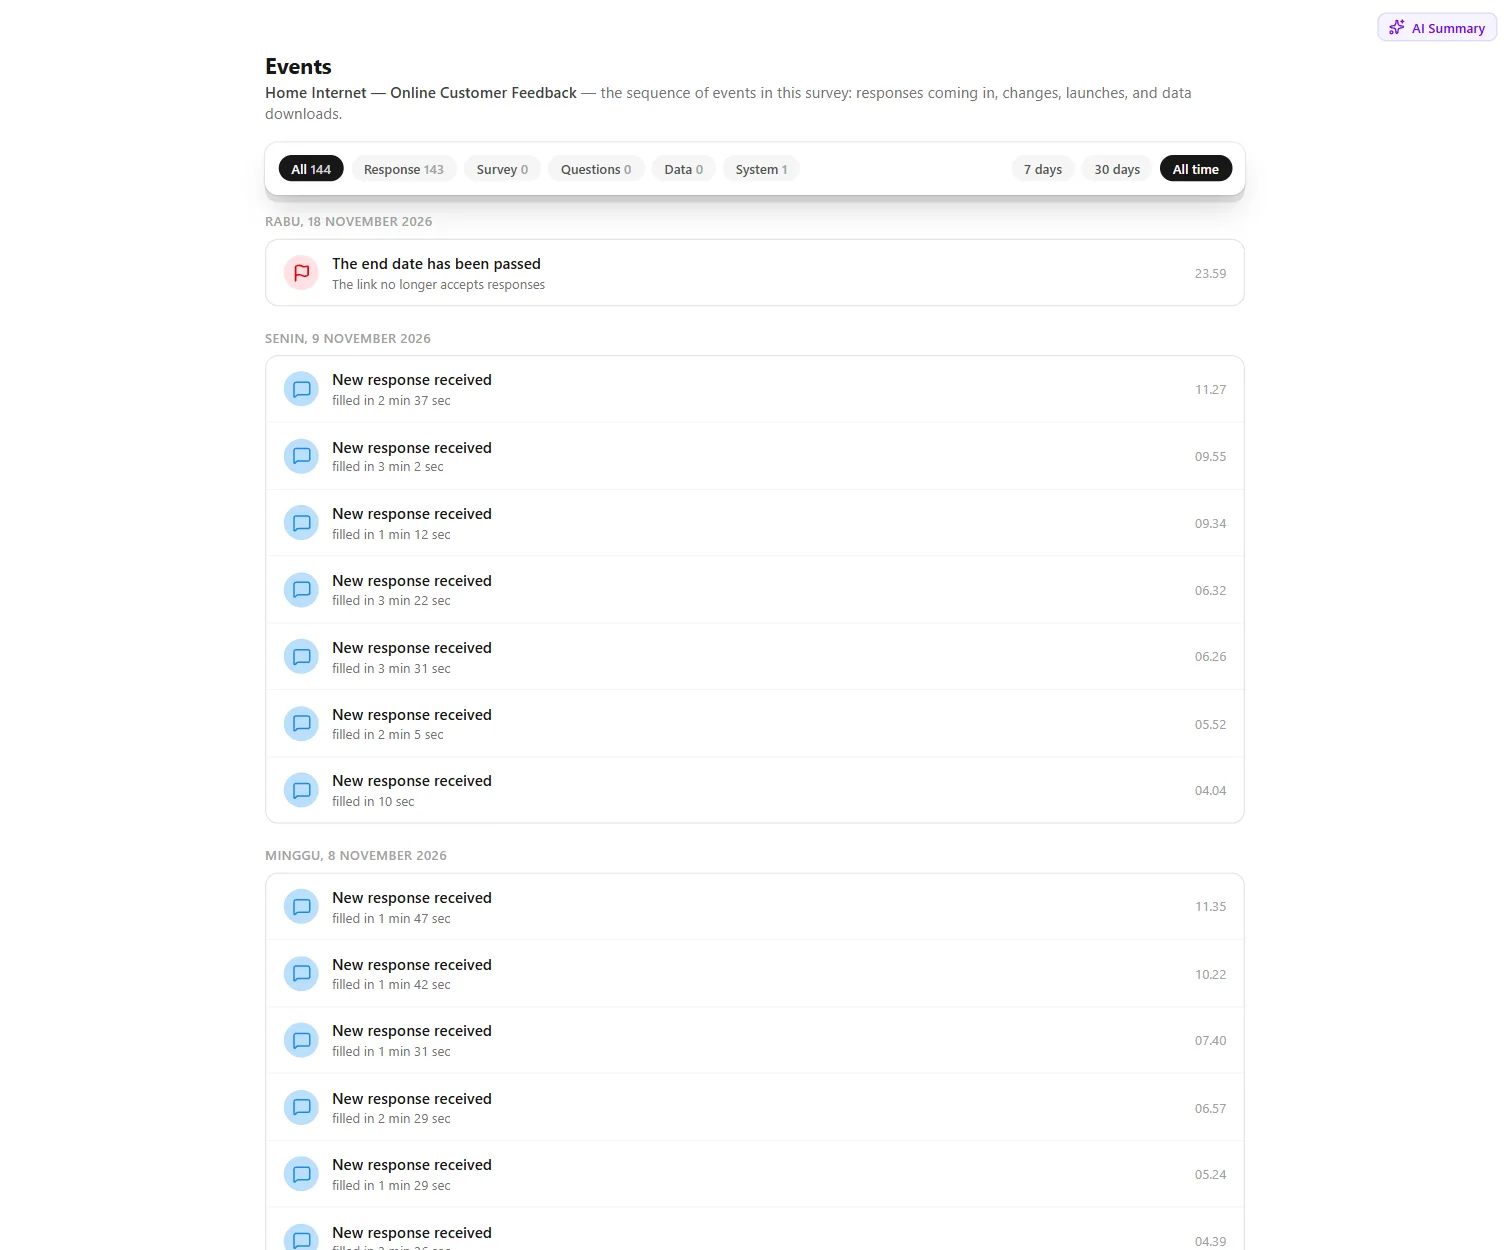 AI Summary
Events
Home Internet — Online Customer Feedback — the sequence of events in this survey: responses coming in, changes, launches, and data
downloads.
All 144
Response 143
Survey 0
Questions 0
Data 0
System 1
7 days
30 days
All time
RABU, 18 NOVEMBER 2026
The end date has been passed
The link no longer accepts responses
23.59
SENIN, 9 NOVEMBER 2026
New response received
filled in 2 min 37 sec
11.27
New response received
filled in 3 min 2 sec
09.55
New response received
filled in 1 min 12 sec
09.34
New response received
filled in 3 min 22 sec
06.32
New response received
filled in 3 min 31 sec
06.26
New response received
filled in 2 min 5 sec
05.52
New response received
filled in 10 sec
04.04
MINGGU, 8 NOVEMBER 2026
New response received
filled in 1 min 47 sec
11.35
New response received
filled in 1 min 42 sec
10.22
New response received
filled in 1 min 31 sec
07.40
New response received
filled in 2 min 29 sec
06.57
New response received
filled in 1 min 29 sec
05.24
New response received
04.39